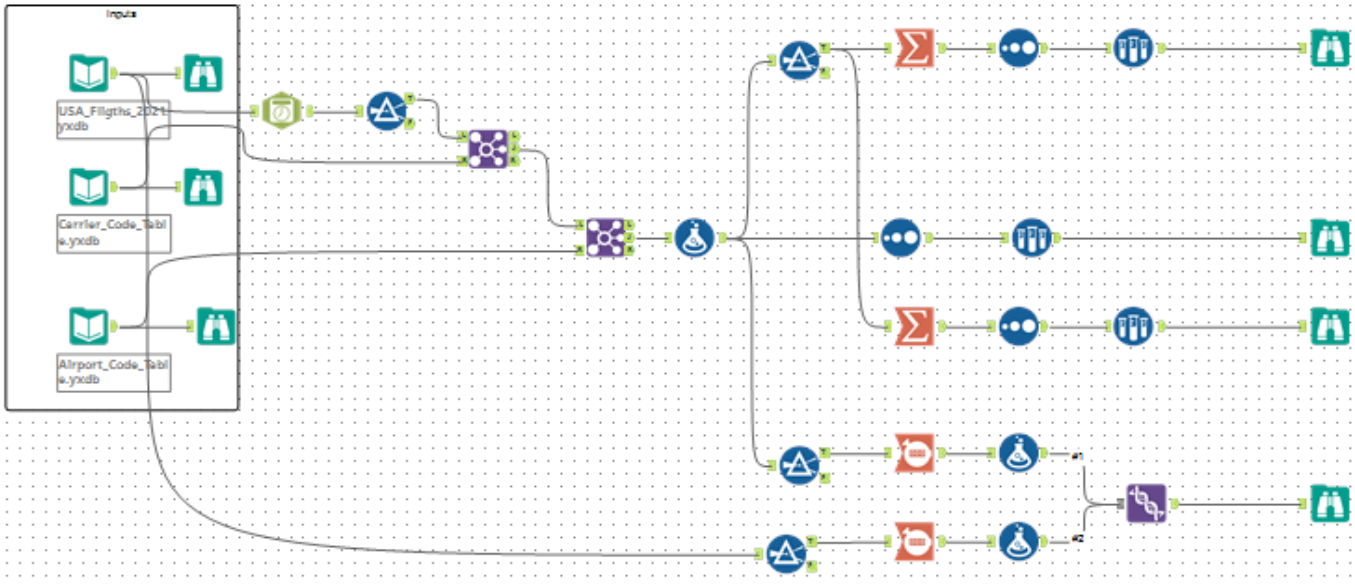 Inputs
USA_Fligths_2021.
yxdb
Carrier_Code_Tabl
e.yxdb
Airport_Code_Tabl
e.yxdb
#1
#2